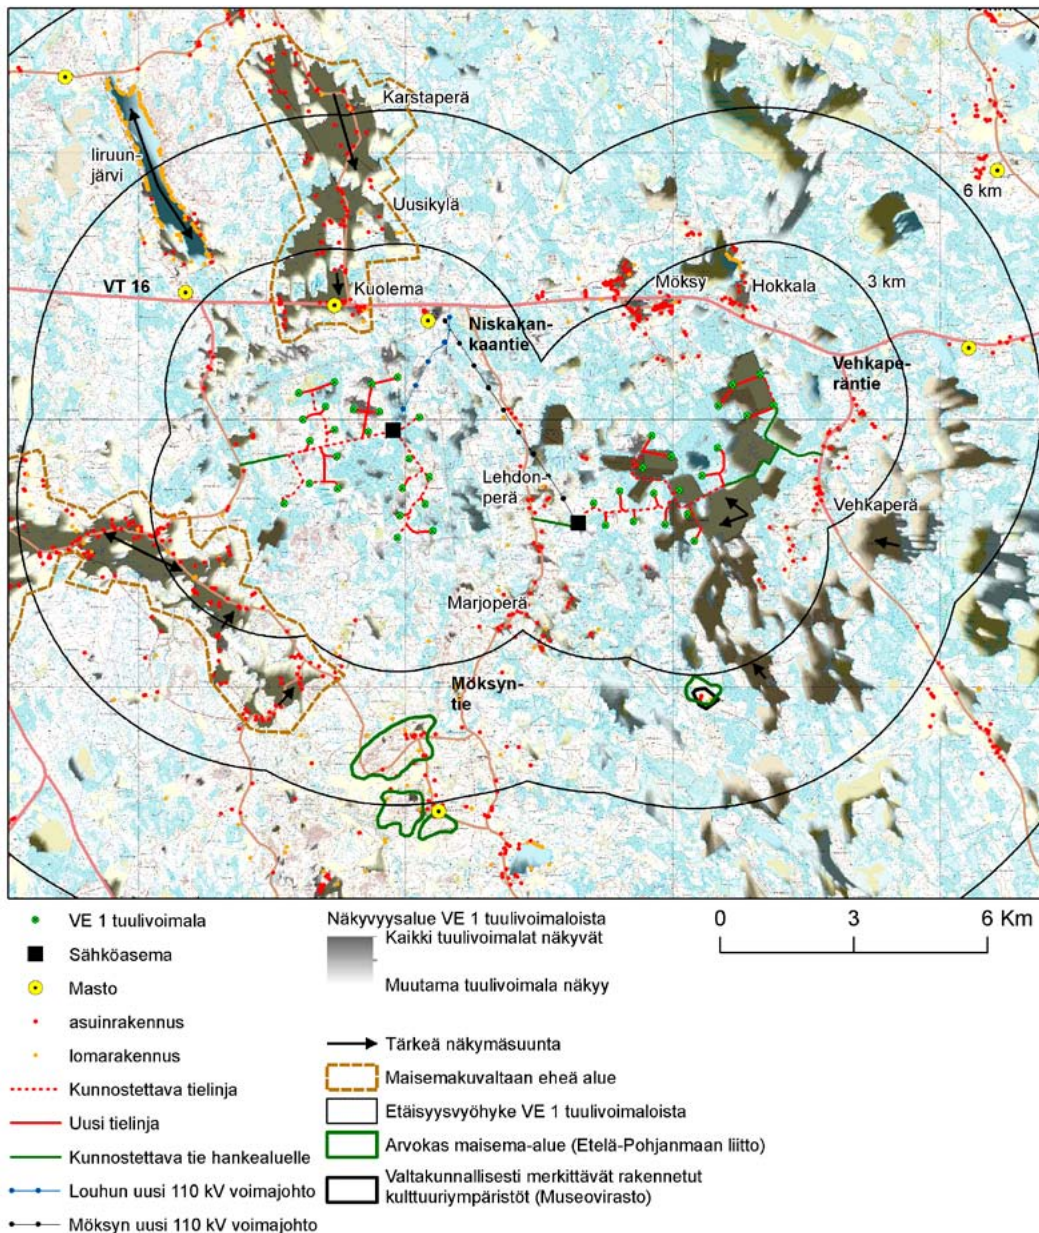 Karstaperä
Iiruun-
järvi
6 km
Uusikylä
VT 16
Kuolema
Möksy
Hokkala
3 km
Niskakan-
kaantie
Vehkape-
räntie
Lehdon-
perä
Vehkaperä
Marjoperä
Möksyn-
tie
VE 1 tuulivoimala
Sähköasema
Masto
asuinrakennus
lomarakennus
Kunnostettava tielinja
Uusi tielinja
Kunnostettava tie hankealuelle
Louhun uusi 110 kV voimajohto
Möksyn uusi 110 kV voimajohto
Näkyvyysalue VE 1 tuulivoimaloista
Kaikki tuulivoimalat näkyvät
Muutama tuulivoimala näkyy
Tärkeä näkymäsuunta
Maisemakuvaltaan eheä alue
Etäisyysvyöhyke VE 1 tuulivoimaloista
Arvokas maisema-alue (Etelä-Pohjanmaan liitto)
Valtakunnallisesti merkittävät rakennetut
kulttuuriympäristöt (Museovirasto)
0 3 6 Km